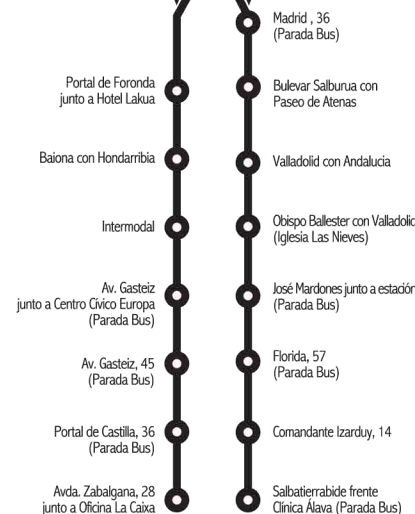 Madrid , 36
(Parada Bus)
Portal de Foronda
junto a Hotel Lakua
Bulevar Salburua con
Paseo de Atenas
Baiona con Hondarribia
Valladolid con Andalucia
Intermodal
Obispo Ballester con Valladolid
(Iglesia Las Nieves)
Av. Gasteiz
junto a Centro Cívico Europa
(Parada Bus)
José Mardones junto a estación
(Parada Bus)
Av. Gasteiz, 45
(Parada Bus)
Florida, 57
(Parada Bus)
Portal de Castilla, 36
(Parada Bus)
Comandante Izarduy, 14
Avda. Zabalgana, 28
junto a Oficina La Caixa
Salbatierrabide frente
Clínica Álava (Parada Bus)